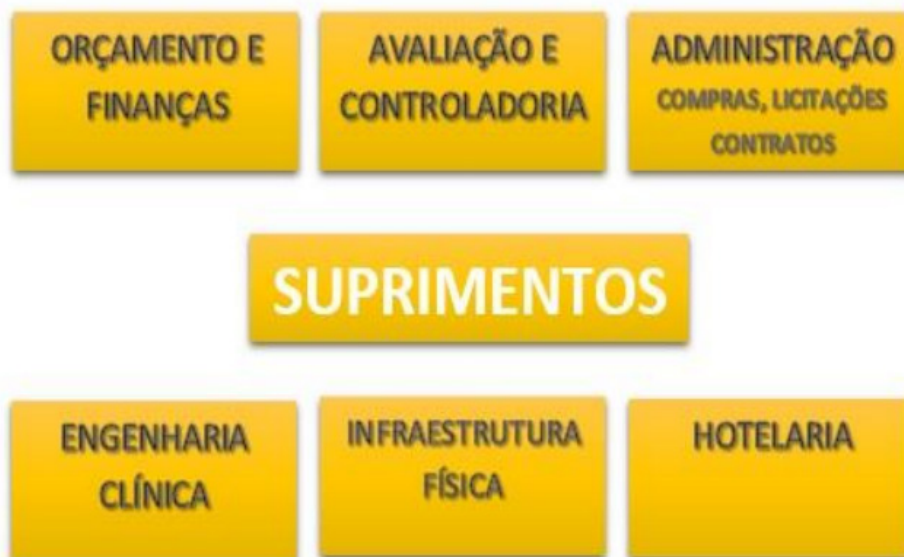 ORÇAMENTO E
FINANÇAS
AVALIAÇÃO E
CONTROLADORIA
ADMINISTRAÇÃO
COMPRAS, LICITAÇÕES
CONTRATOS
SUPRIMENTOS
ENGENHARIA
CLÍNICA
INFRAESTRUTURA
FÍSICA
HOTELARIA